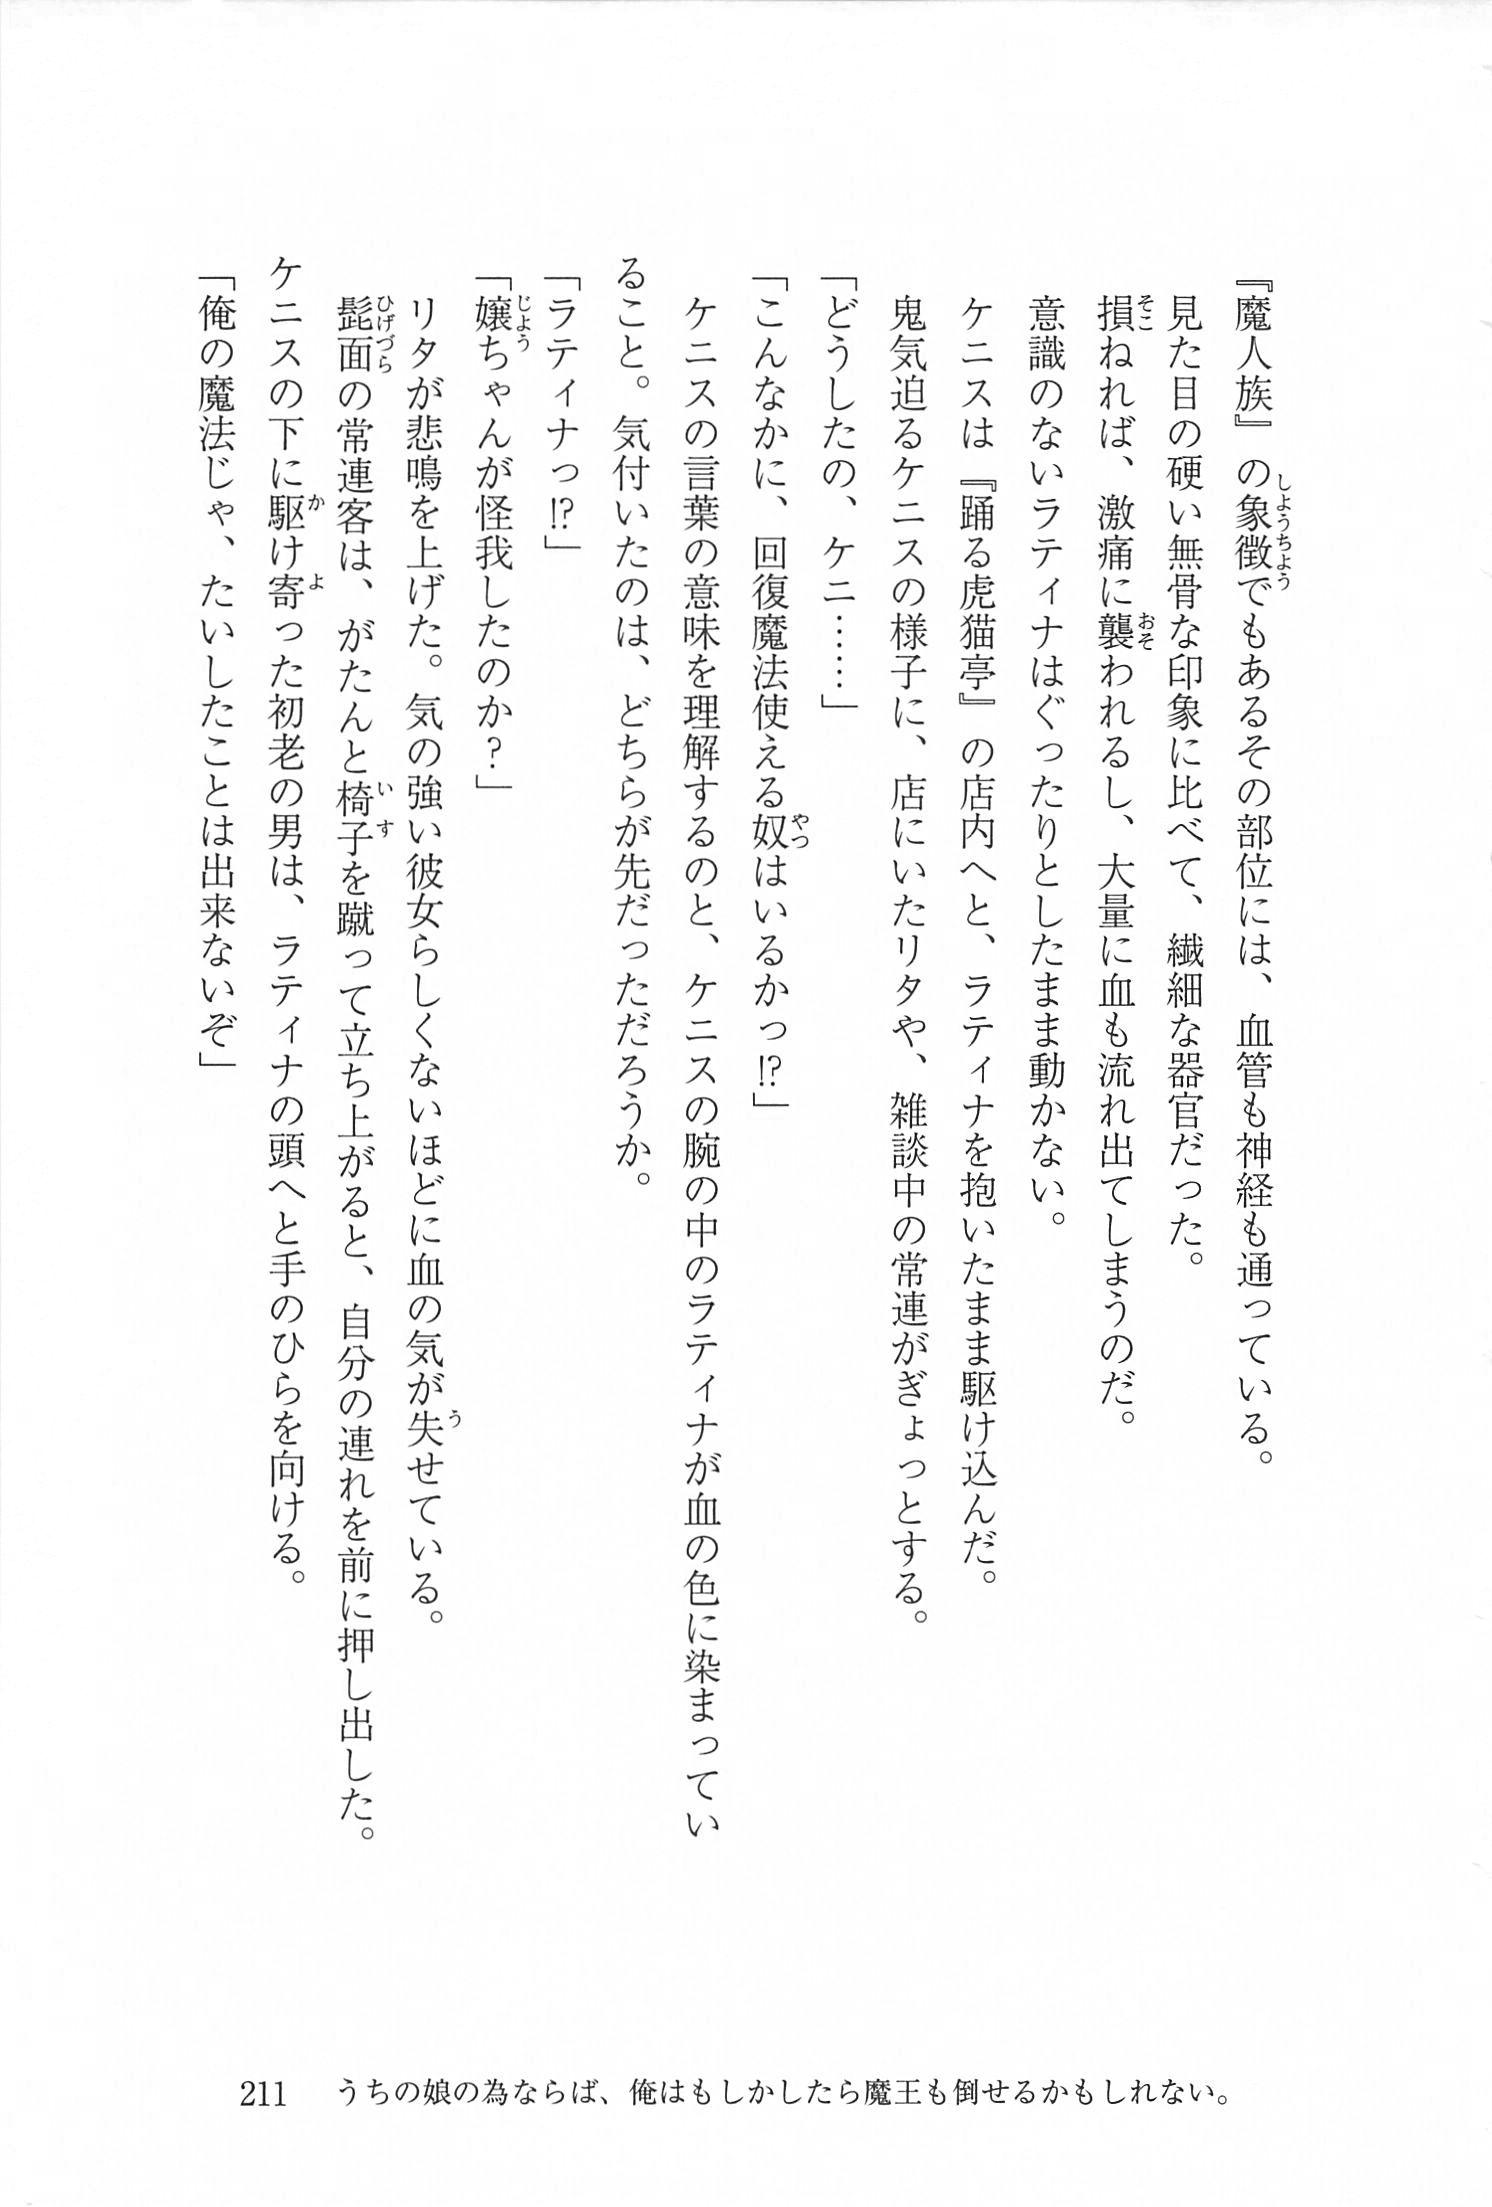 『魔人族』の象徴でもあるその部位には、血管も神経も通っている。
見た目の硬い無骨な印象に比べて、繊細な器官だった。
損ねれば、激痛に襲われるし、大量に血も流れ出てしまうのだ。
意識のないラティナはぐったりとしたまま動かない。
ケニスは『踊る虎猫亭』の店内へと、ラティナを抱いたまま駆け込んだ。
鬼気迫るケニスの様子に、店にいたリタや、雑談中の常連がぎょっとする。
「どうしたの、ケニ……」
「こんなかに、回復魔法使える奴はいるかっ⁉」
ケニスの言葉の意味を理解するのと、ケニスの腕の中のラティナが血の色に染まってい
ること。気付いたのは、どちらが先だっただろうか。
「ラティナっ⁉」
「嬢ちゃんが怪我したのか？」
リタが悲鳴を上げた。気の強い彼女らしくないほどに血の気が失せている。
髭面の常連客は、がたんと椅子を蹴って立ち上がると、自分の連れを前に押し出した。
ケニスの下に駆け寄った初老の男は、ラティナの頭へと手のひらを向ける。
「俺の魔法じゃ、たいしたことは出来ないぞ」
211 うちの娘の為ならば、俺はもしかしたら魔王も倒せるかもしれない。